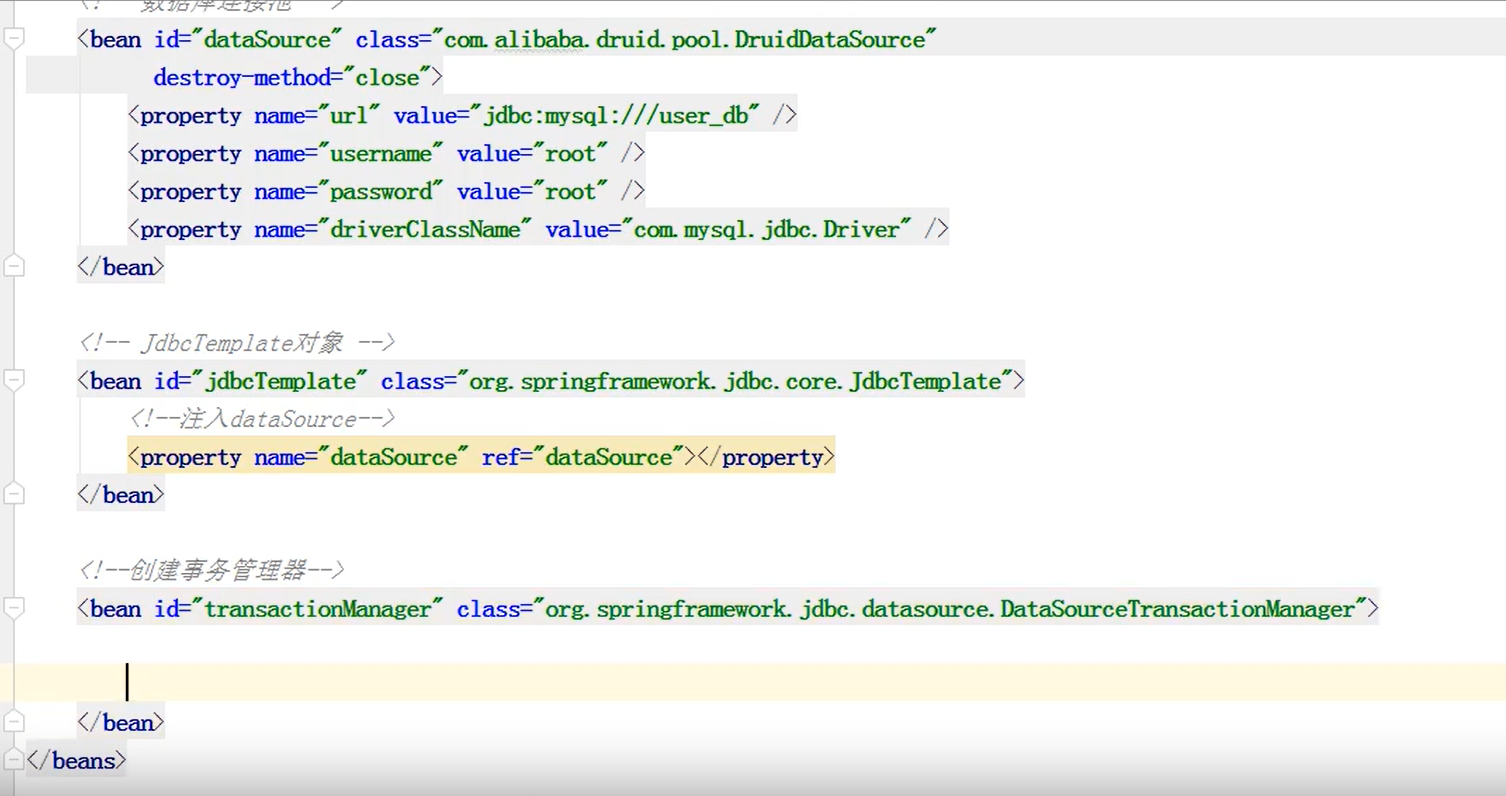 <!-- 数据库连接池 -->
<bean id="dataSource" class="com.alibaba.druid.pool.DruidDataSource"
destroy-method="close">
<property name="url" value="jdbc:mysql:///user_db" />
<property name="username" value="root" />
<property name="password" value="root" />
<property name="driverClassName" value="com.mysql.jdbc.Driver" />
</bean>
<!-- JdbcTemplate对象 -->
<bean id="jdbcTemplate" class="org.springframework.jdbc.core.JdbcTemplate">
<!--注入dataSource-->
<property name="dataSource" ref="dataSource"></property>
</bean>
<!--创建事务管理器-->
<bean id="transactionManager" class="org.springframework.jdbc.datasource.DataSourceTransactionManager">
</bean>
</beans>